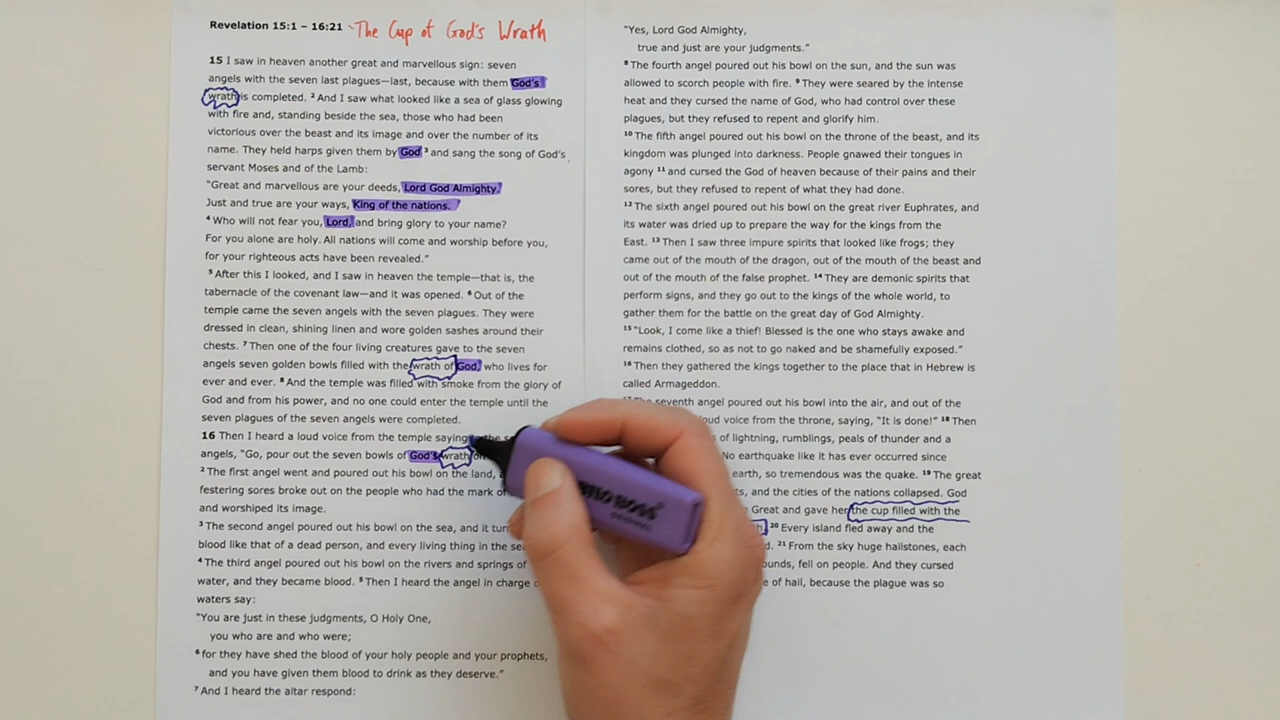 Revelation 15:1 – 16:21 The Cup of God's Wrath
15 I saw in heaven another great and marvellous sign: seven
angels with the seven last plagues—last, because with them God's
wrath is completed. 2 And I saw what looked like a sea of glass glowing
with fire and, standing beside the sea, those who had been
victorious over the beast and its image and over the number of its
name. They held harps given them by God 3 and sang the song of God's
servant Moses and of the Lamb:
"Great and marvellous are your deeds, Lord God Almighty.
Just and true are your ways, King of the nations.
4 Who will not fear you, Lord, and bring glory to your name?
For you alone are holy. All nations will come and worship before you,
for your righteous acts have been revealed."
5 After this I looked, and I saw in heaven the temple—that is, the
tabernacle of the covenant law—and it was opened. 6 Out of the
temple came the seven angels with the seven plagues. They were
dressed in clean, shining linen and wore golden sashes around their
chests. 7 Then one of the four living creatures gave to the seven
angels seven golden bowls filled with the wrath of God, who lives for
ever and ever. 8 And the temple was filled with smoke from the glory of
God and from his power, and no one could enter the temple until the
seven plagues of the seven angels were completed.
16 Then I heard a loud voice from the temple saying the
angels, "Go, pour out the seven bowls of God's wrath on
2 The first angel went and poured out his bowl on the land,
festering sores broke out on the people who had the mark of
and worshiped its image.
3 The second angel poured out his bowl on the sea, and it
blood like that of a dead person, and every living thing in the
4 The third angel poured out his bowl on the rivers and springs of
water, and they became blood. 5 Then I heard the angel in charge
waters say:
"You are just in these judgments, O Holy One,
you who are and who were;
6 for they have shed the blood of your holy people and your prophets,
and you have given them blood to drink as they deserve."
7 And I heard the altar respond:
"Yes, Lord God Almighty,
true and just are your judgments."
8 The fourth angel poured out his bowl on the sun, and the sun was
allowed to scorch people with fire. 9 They were seared by the intense
heat and they cursed the name of God, who had control over these
plagues, but they refused to repent and glorify him.
10 The fifth angel poured out his bowl on the throne of the beast, and its
kingdom was plunged into darkness. People gnawed their tongues in
agony 11 and cursed the God of heaven because of their pains and their
sores, but they refused to repent of what they had done.
12 The sixth angel poured out his bowl on the great river Euphrates, and
its water was dried up to prepare the way for the kings from the
East. 13 Then I saw three impure spirits that looked like frogs; they
came out of the mouth of the dragon, out of the mouth of the beast and
out of the mouth of the false prophet. 14 They are demonic spirits that
perform signs, and they go out to the kings of the whole world, to
gather them for the battle on the great day of God Almighty.
15 "Look, I come like a thief! Blessed is the one who stays awake and
remains clothed, so as not to go naked and be shamefully exposed."
16 Then they gathered the kings together to the place that in Hebrew is
called Armageddon.
seventh angel poured out his bowl into the air, and out of the
loud voice from the throne, saying, "It is done!" 18 Then
of lightning, rumblings, peals of thunder and a
No earthquake like it has ever occurred since
earth, so tremendous was the quake. 19 The great
and the cities of the nations collapsed. God
Great and gave her the cup filled with the
20 Every island fled away and the
21 From the sky huge hailstones, each
fell on people. And they cursed
of hail, because the plague was so